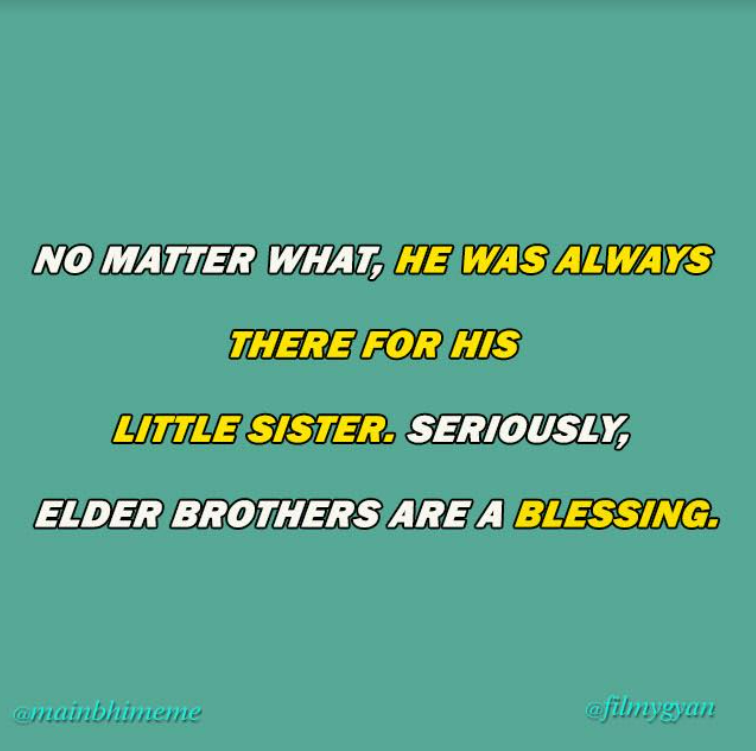 NO MATTER WHAT, HE WAS ALWAYS
THERE FOR HIS
LITTLE SISTER. SERIOUSLY,
ELDER BROTHERS ARE A BLESSING.
@mainbhimeme
@filmygyan